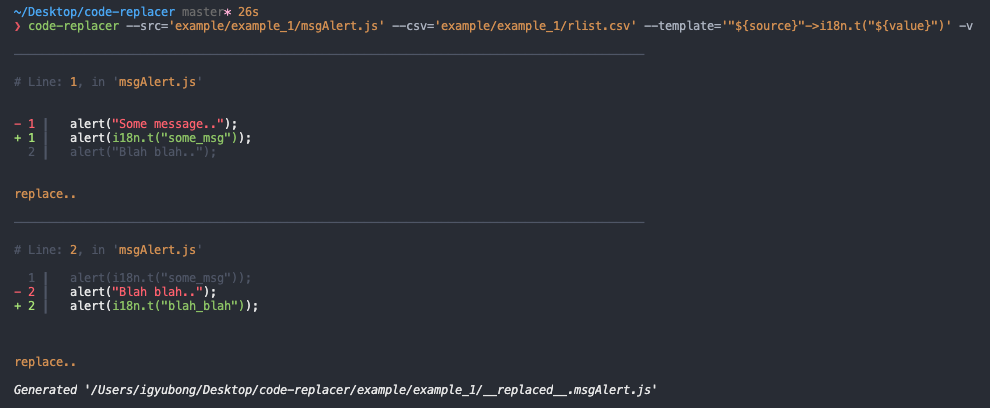 ~/Desktop/code-replacer master* 26s
❯ code-replacer --src='example/example_1/msgAlert.js' --csv='example/example_1/rlist.csv' --template='"${source}"->i18n.t("${value}")' -v
# Line: 1, in 'msgAlert.js'
- 1 | alert("Some message..");
+ 1 | alert(i18n.t("some_msg"));
2 | alert("Blah blah..");
replace..
# Line: 2, in 'msgAlert.js'
1 | alert(i18n.t("some_msg"));
- 2 | alert("Blah blah..");
+ 2 | alert(i18n.t("blah_blah"));
replace..
Generated '/Users/igyubong/Desktop/code-replacer/example/example_1/__replaced__.msgAlert.js'